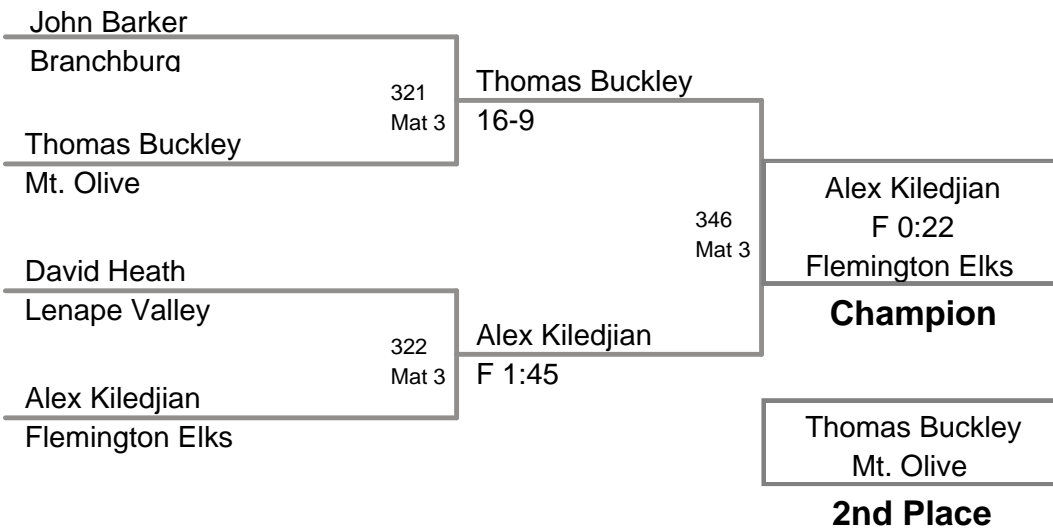 John Barker
Branchburg
321
Mat 3
Thomas Buckley
16-9
Thomas Buckley
Mt. Olive
346
Mat 3
Alex Kiledjian
F 0:22
Flemington Elks
Champion
David Heath
Lenape Valley
322
Mat 3
Alex Kiledjian
F 1:45
Alex Kiledjian
Flemington Elks
Thomas Buckley
Mt. Olive
2nd Place